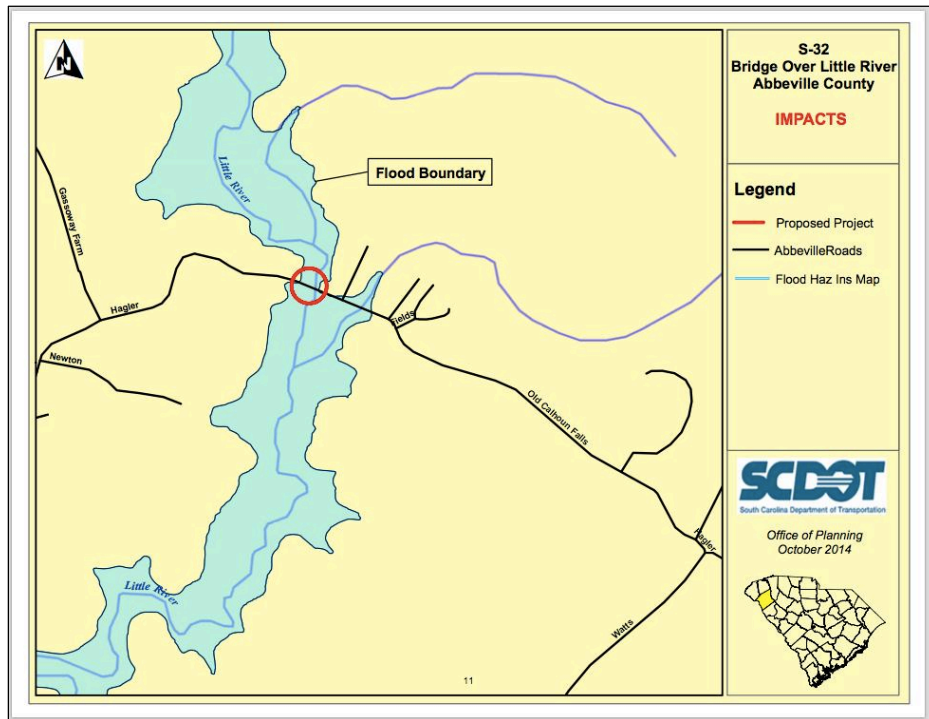 N
S-32
Bridge Over Little River
Abbeville County
IMPACTS
Legend
Proposed Project
AbbevilleRoads
Flood Haz Ins Map
Flood Boundary
Little River
Gassoway Farm
Hagler
Newton
Fields
Old Calhoun Falls
Hagler
Watts
Little River
SCDOT
South Carolina Department of Transportation
Office of Planning
October 2014
11